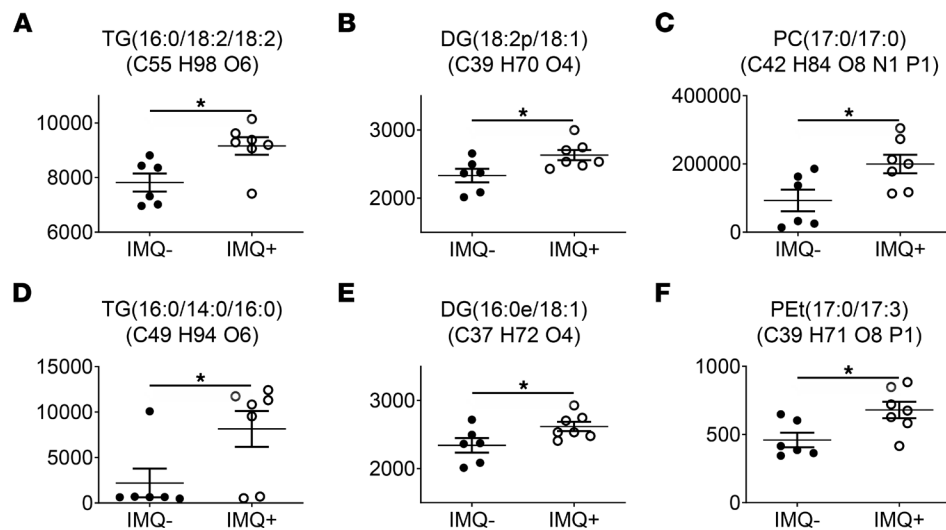 A
TG(16:0/18:2/18:2)
(C55 H98 O6)
10000
8000
6000
*
IMQ- IMQ+
B
DG(18:2p/18:1)
(C39 H70 O4)
3000
2000
*
IMQ- IMQ+
C
PC(17:0/17:0)
(C42 H84 O8 N1 P1)
400000
200000
0
*
IMQ- IMQ+
D
TG(16:0/14:0/16:0)
(C49 H94 O6)
15000
10000
5000
0
*
IMQ- IMQ+
E
DG(16:0e/18:1)
(C37 H72 O4)
3000
2000
*
IMQ- IMQ+
F
PEt(17:0/17:3)
(C39 H71 O8 P1)
1000
500
0
*
IMQ- IMQ+